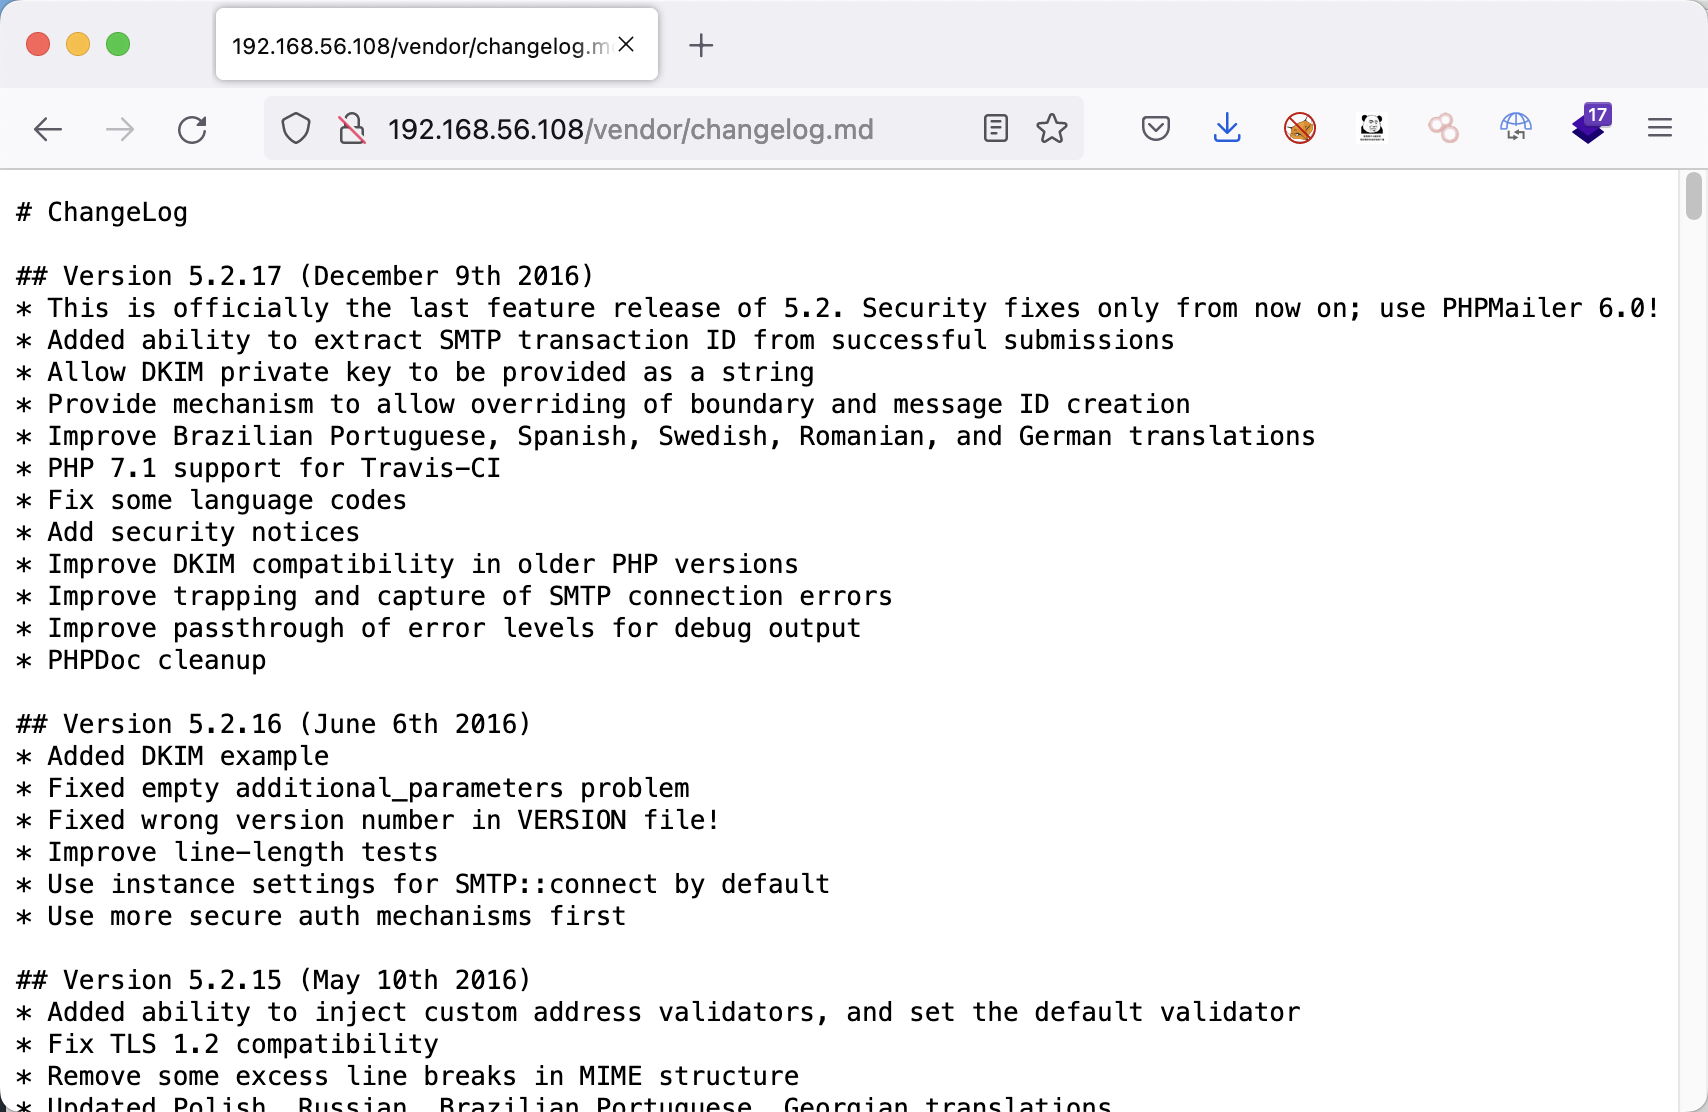 192.168.56.108/vendor/changelog.m
192.168.56.108/vendor/changelog.md
17
# ChangeLog
## Version 5.2.17 (December 9th 2016)
* This is officially the last feature release of 5.2. Security fixes only from now on; use PHPMailer 6.0!
* Added ability to extract SMTP transaction ID from successful submissions
* Allow DKIM private key to be provided as a string
* Provide mechanism to allow overriding of boundary and message ID creation
* Improve Brazilian Portuguese, Spanish, Swedish, Romanian, and German translations
* PHP 7.1 support for Travis-CI
* Fix some language codes
* Add security notices
* Improve DKIM compatibility in older PHP versions
* Improve trapping and capture of SMTP connection errors
* Improve passthrough of error levels for debug output
* PHPDoc cleanup
## Version 5.2.16 (June 6th 2016)
* Added DKIM example
* Fixed empty additional_parameters problem
* Fixed wrong version number in VERSION file!
* Improve line-length tests
* Use instance settings for SMTP::connect by default
* Use more secure auth mechanisms first
## Version 5.2.15 (May 10th 2016)
* Added ability to inject custom address validators, and set the default validator
* Fix TLS 1.2 compatibility
* Remove some excess line breaks in MIME structure
* Updated Polish, Russian, Brazilian Portuguese, Georgian translations